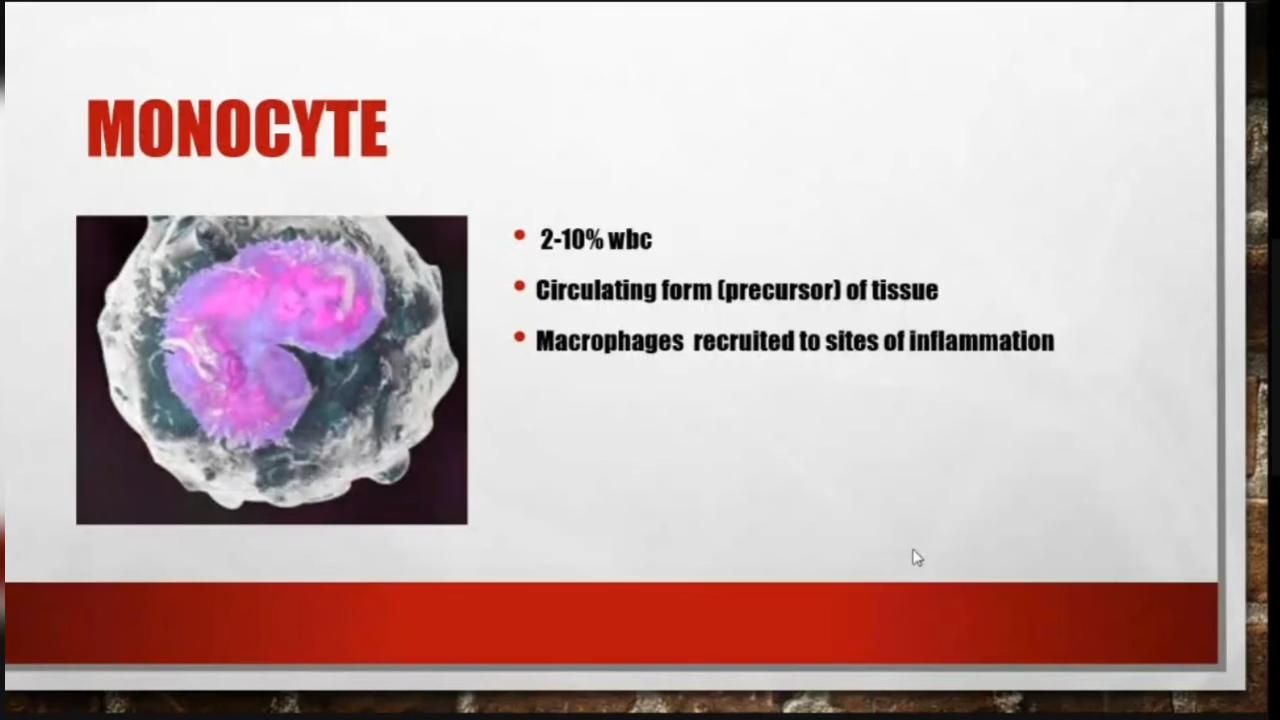 MONOCYTE
• 2-10% wbc
• Circulating form (precursor) of tissue
• Macrophages recruited to sites of inflammation